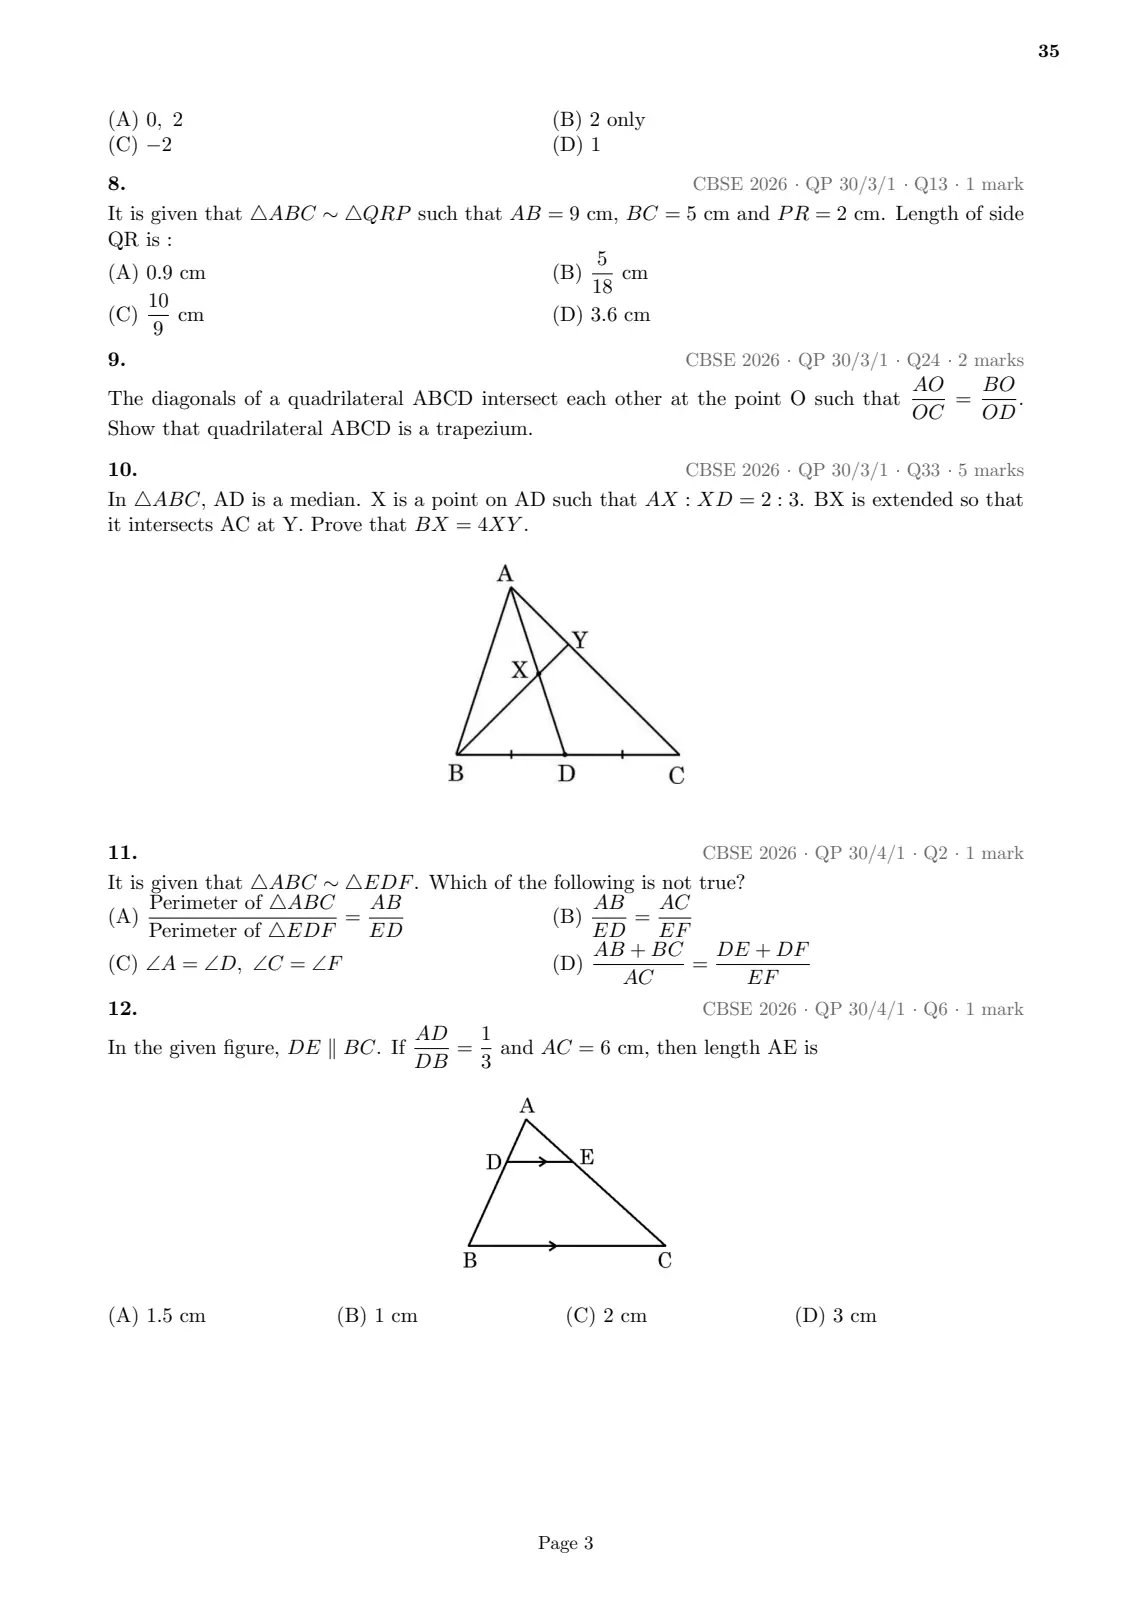 35
(A) 0, 2 (B) 2 only
(C) −2 (D) 1
8. CBSE 2026 · QP 30/3/1 · Q13 · 1 mark
It is given that △ABC ∼ △QRP such that AB = 9 cm, BC = 5 cm and PR = 2 cm. Length of side
QR is :
(A) 0.9 cm (B) 5/18 cm
(C) 10/9 cm (D) 3.6 cm
9. CBSE 2026 · QP 30/3/1 · Q24 · 2 marks
The diagonals of a quadrilateral ABCD intersect each other at the point O such that AO/OC = BO/OD.
Show that quadrilateral ABCD is a trapezium.
10. CBSE 2026 · QP 30/3/1 · Q33 · 5 marks
In △ABC, AD is a median. X is a point on AD such that AX : XD = 2 : 3. BX is extended so that
it intersects AC at Y. Prove that BX = 4XY.
A
Y
X
B D C
11. CBSE 2026 · QP 30/4/1 · Q2 · 1 mark
It is given that △ABC ∼ △EDF. Which of the following is not true?
(A) Perimeter of △ABC/Perimeter of △EDF = AB/ED (B) AB/ED = AC/EF
(C) ∠A = ∠D, ∠C = ∠F (D) AB + BC/AC = DE + DF/EF
12. CBSE 2026 · QP 30/4/1 · Q6 · 1 mark
In the given figure, DE ∥ BC. If AD/DB = 1/3 and AC = 6 cm, then length AE is
A
D E
B C
(A) 1.5 cm (B) 1 cm (C) 2 cm (D) 3 cm
Page 3